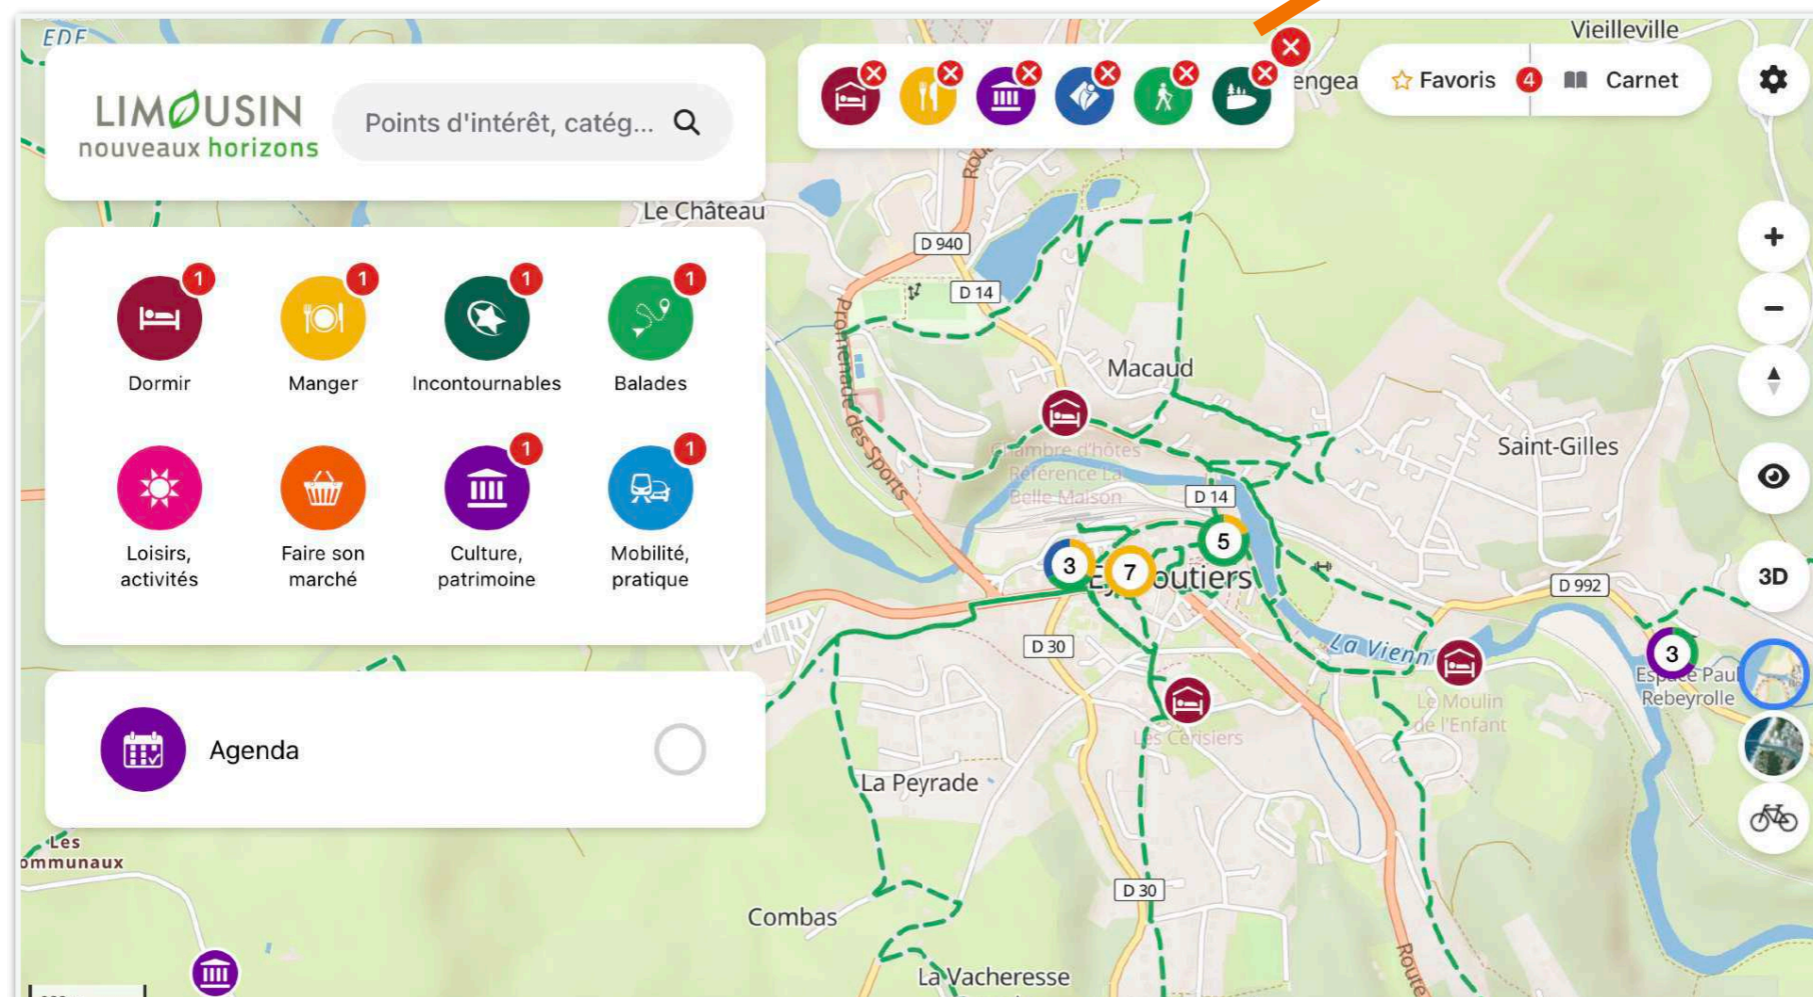 EDF
LIMOUSIN
nouveaux horizons
Points d'intérêt, catég...
Favoris 4 Carnet
Vieilleville
engea
Le Château
1
Dormir
1
Manger
1
Incontournables
1
Balades
Loisirs,
activités
Faire son
marché
1
Culture,
patrimoine
1
Mobilité,
pratique
Agenda
D 940
D 14
Promenade des Sports
Macaud
Chambre d'hôtes
Référence La
Belle Maison
D 14
Saint-Gilles
3
7
5
outiers
D 992
3D
D 30
La Vienn
3
Espace Paul
Rebeyrolle
Le Moulin
de l'Enfant
Les Cerisiers
La Peyrade
Les
ommunaux
D 30
Combas
La Vacheresse
Route